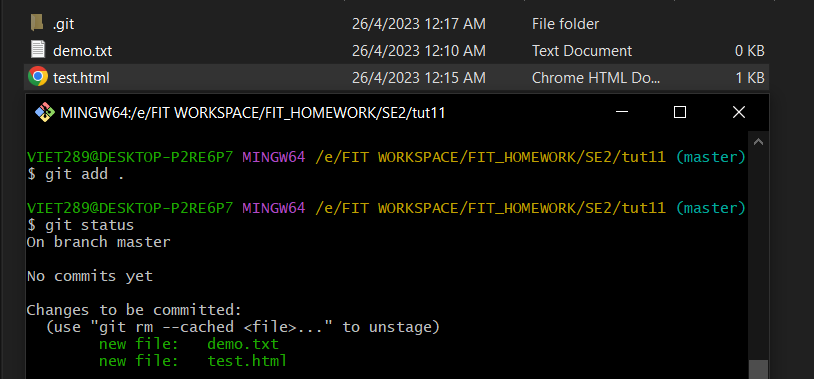 .git 26/4/2023 12:17 AM File folder
demo.txt 26/4/2023 12:10 AM Text Document 0 KB
test.html 26/4/2023 12:15 AM Chrome HTML Do... 1 KB
MINGW64:/e/FIT WORKSPACE/FIT_HOMEWORK/SE2/tut11
VIET289@DESKTOP-P2RE6P7 MINGW64 /e/FIT WORKSPACE/FIT_HOMEWORK/SE2/tut11 (master)
$ git add .
VIET289@DESKTOP-P2RE6P7 MINGW64 /e/FIT WORKSPACE/FIT_HOMEWORK/SE2/tut11 (master)
$ git status
On branch master
No commits yet
Changes to be committed:
(use "git rm --cached <file>..." to unstage)
new file: demo.txt
new file: test.html